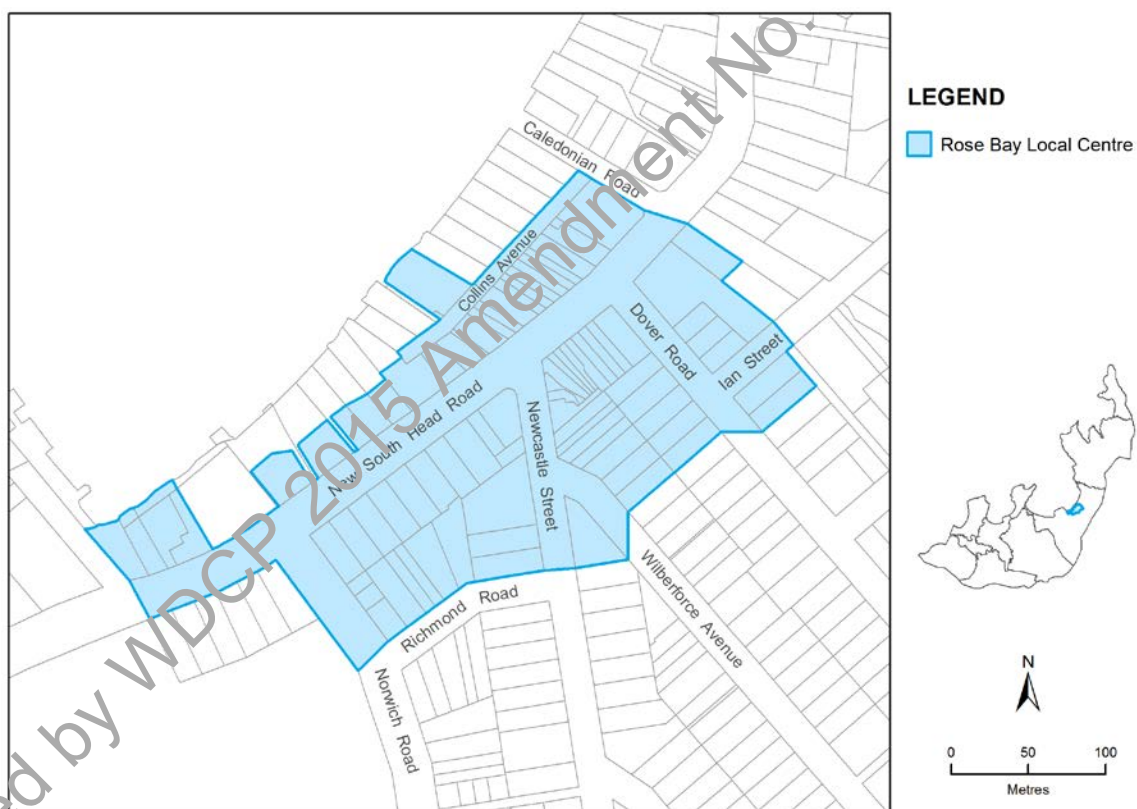 Caledonian Road
Collins Avenue
Dover Road
Ian Street
New South Head Road
Newcastle Street
Wilberforce Avenue
Richmond Road
Norwich Road
ed by WDCP 2015 Amendment No.
LEGEND
Rose Bay Local Centre
N
0 50 100
Metres